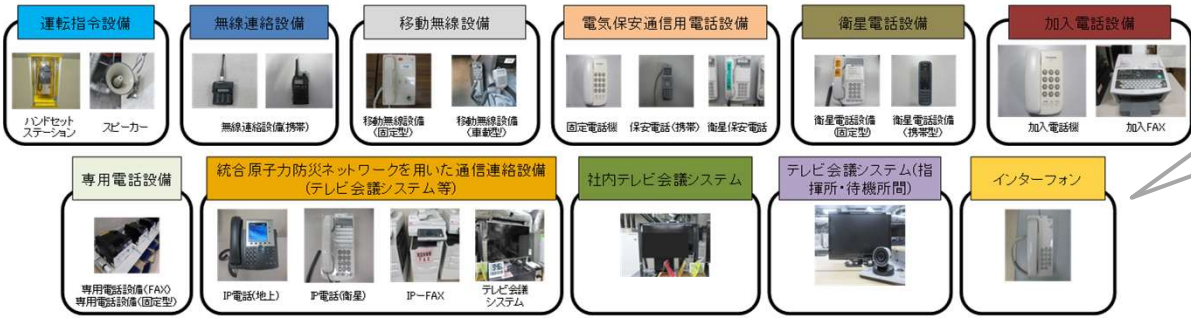 運転指令設備
無線連絡設備
移動無線設備
電気保安通信用電話設備
衛星電話設備
加入電話設備
ハンドセット
ステーション
スピーカー
無線連絡設備(携帯)
移動無線設備
(固定型)
移動無線設備
(車載型)
固定電話機
保安電話(携帯)
衛星保安電話
衛星電話設備
(固定型)
衛星電話設備
(携帯型)
加入電話機
加入FAX
専用電話設備
統合原子力防災ネットワークを用いた通信連絡設備
(テレビ会議システム等)
社内テレビ会議システム
テレビ会議システム(指
揮所・待機所間)
インターフォン
専用電話設備(FAX)
専用電話設備(固定型)
IP電話(地上)
IP電話(衛星)
IP-FAX
テレビ会議
システム